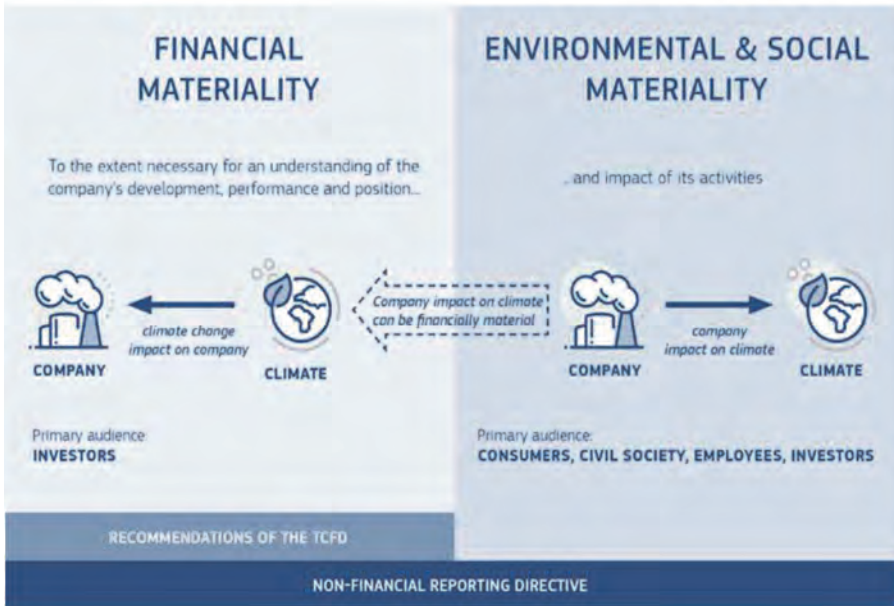 FINANCIAL
MATERIALITY
To the extent necessary for an understanding of the
company's development, performance and position...
climate change
impact on company
COMPANY
CLIMATE
Primary audience:
INVESTORS
RECOMMENDATIONS OF THE TCFD
Company impact on climate
can be financially material
ENVIRONMENTAL & SOCIAL
MATERIALITY
...and impact of its activities
company
impact on climate
COMPANY
CLIMATE
Primary audience:
CONSUMERS, CIVIL SOCIETY, EMPLOYEES, INVESTORS
NON-FINANCIAL REPORTING DIRECTIVE